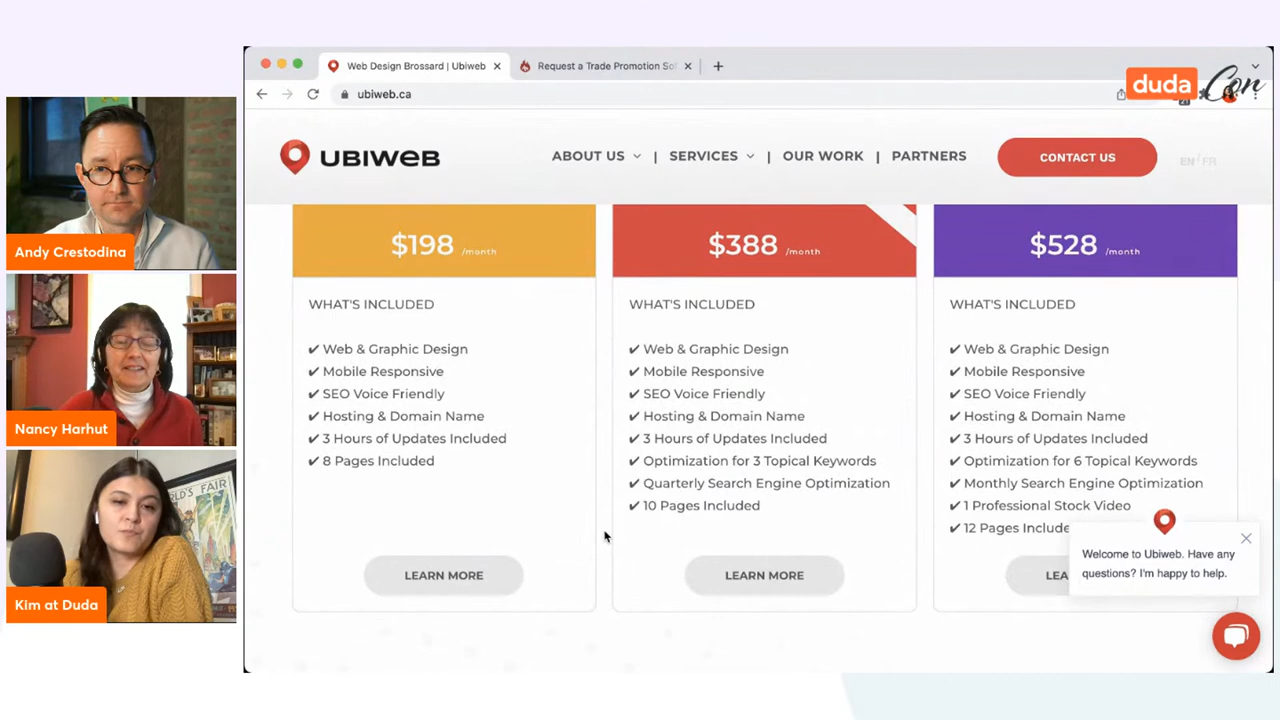 Andy Crestodina
Nancy Harhut
Kim at Duda
Web Design Brossard | Ubiweb
Request a Trade Promotion Sof
ubiweb.ca
duda Con
UBIWEB
ABOUT US | SERVICES | OUR WORK | PARTNERS
CONTACT US
EN / FR
$198 /month
WHAT'S INCLUDED
✔ Web & Graphic Design
✔ Mobile Responsive
✔ SEO Voice Friendly
✔ Hosting & Domain Name
✔ 3 Hours of Updates Included
✔ 8 Pages Included
LEARN MORE
$388 /month
WHAT'S INCLUDED
✔ Web & Graphic Design
✔ Mobile Responsive
✔ SEO Voice Friendly
✔ Hosting & Domain Name
✔ 3 Hours of Updates Included
✔ Optimization for 3 Topical Keywords
✔ Quarterly Search Engine Optimization
✔ 10 Pages Included
LEARN MORE
$528 /month
WHAT'S INCLUDED
✔ Web & Graphic Design
✔ Mobile Responsive
✔ SEO Voice Friendly
✔ Hosting & Domain Name
✔ 3 Hours of Updates Included
✔ Optimization for 6 Topical Keywords
✔ Monthly Search Engine Optimization
✔ 1 Professional Stock Video
✔ 12 Pages Include
LEA
Welcome to Ubiweb. Have any
questions? I'm happy to help.